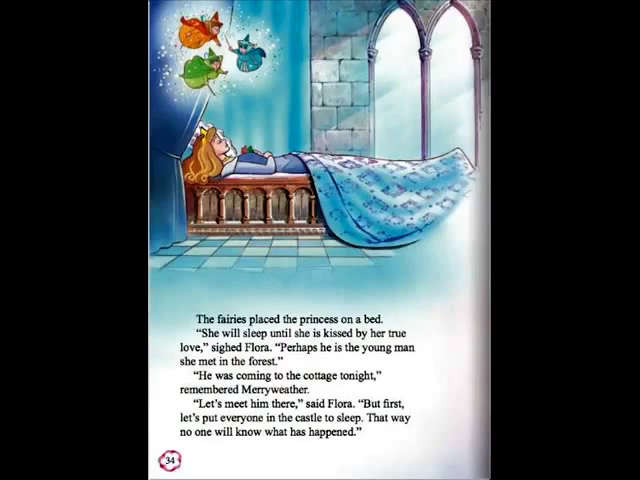 The fairies placed the princess on a bed.
“She will sleep until she is kissed by her true
love,” sighed Flora. “Perhaps he is the young man
she met in the forest.”
“He was coming to the cottage tonight,”
remembered Merryweather.
“Let’s meet him there,” said Flora. “But first,
let’s put everyone in the castle to sleep. That way
no one will know what has happened.”
34